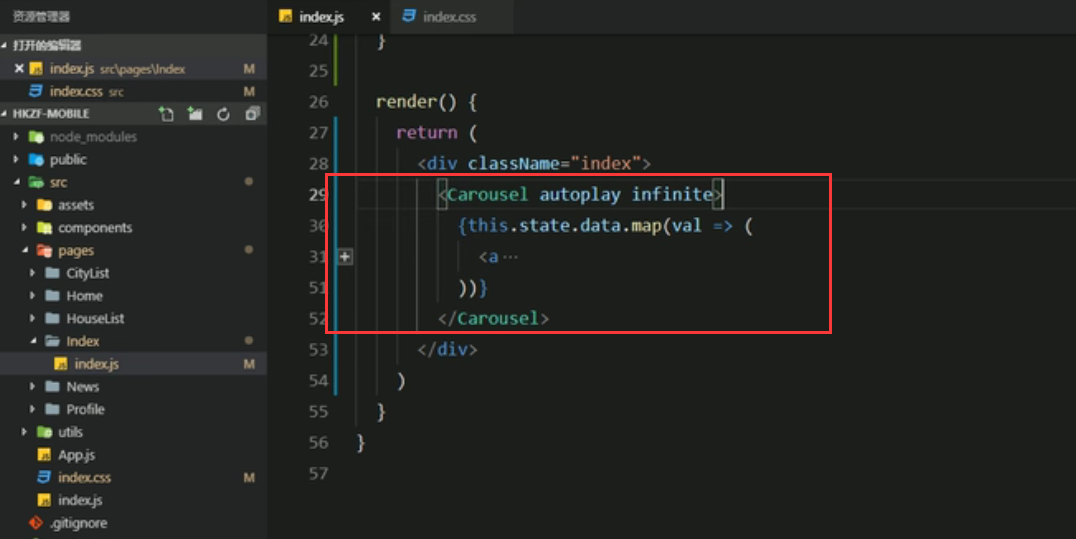 资源管理器
打开的编辑器
index.js src\pages\Index M
index.css src M
HKZF-MOBILE
node_modules
public
src
assets
components
pages
CityList
Home
HouseList
Index
index.js M
News
Profile
utils
App.js
index.css M
index.js
.gitignore
index.js
index.css
24 }
25
26 render() {
27 return (
28 <div className="index">
29 <Carousel autoplay infinite>
30 {this.state.data.map(val => (
31 <a ···
51 ))}
52 </Carousel>
53 </div>
54 )
55 }
56 }
57